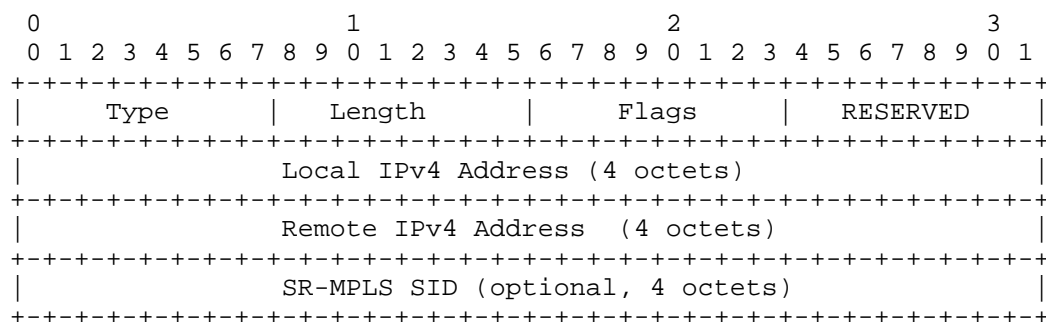 0                   1                   2                   3
 0 1 2 3 4 5 6 7 8 9 0 1 2 3 4 5 6 7 8 9 0 1 2 3 4 5 6 7 8 9 0 1
+-+-+-+-+-+-+-+-+-+-+-+-+-+-+-+-+-+-+-+-+-+-+-+-+-+-+-+-+-+-+-+-+
|     Type      |   Length      |     Flags     |   RESERVED    |
+-+-+-+-+-+-+-+-+-+-+-+-+-+-+-+-+-+-+-+-+-+-+-+-+-+-+-+-+-+-+-+-+
|                Local IPv4 Address (4 octets)                  |
+-+-+-+-+-+-+-+-+-+-+-+-+-+-+-+-+-+-+-+-+-+-+-+-+-+-+-+-+-+-+-+-+
|                Remote IPv4 Address  (4 octets)                |
+-+-+-+-+-+-+-+-+-+-+-+-+-+-+-+-+-+-+-+-+-+-+-+-+-+-+-+-+-+-+-+-+
|                SR-MPLS SID (optional, 4 octets)               |
+-+-+-+-+-+-+-+-+-+-+-+-+-+-+-+-+-+-+-+-+-+-+-+-+-+-+-+-+-+-+-+-+